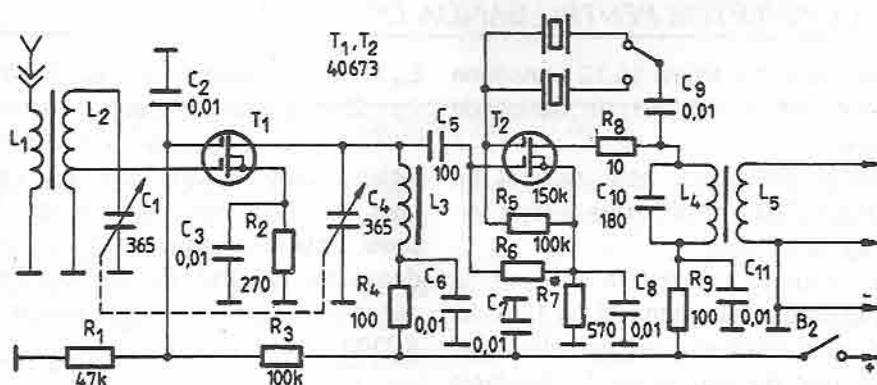 T1, T2
40673
L1
L2
C2
0,01
T1
C1
365
C3
0,01
R2
270
C4
365
L3
C5
100
T2
R8
10
C9
0,01
150k
R5
100k
R6
C10
180
L4
L5
R4
100
C6
0,01
C7
0,01
R7*
570
C8
0,01
R9
100
C11
0,01
B2
-
+
R1
47k
R3
100k